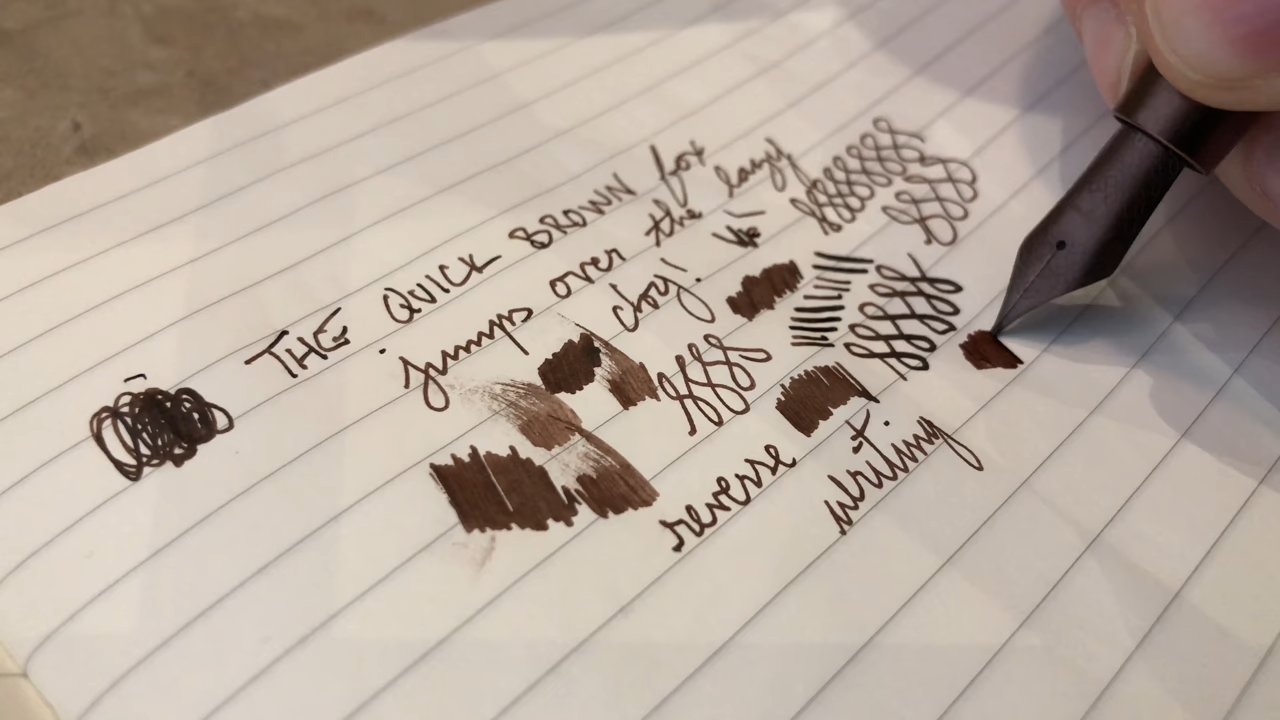 THE QUICK BROWN fox
jumps over the lazy
dog!
reverse
writing